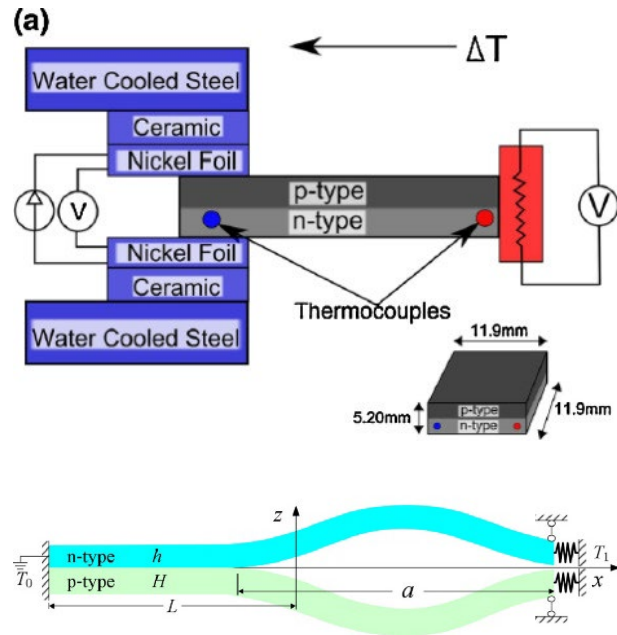 (a)
ΔT
Water Cooled Steel
Ceramic
Nickel Foil
p-type
n-type
V
V
Nickel Foil
Ceramic
Water Cooled Steel
Thermocouples
11.9mm
5.20mm
p-type
n-type
11.9mm
z
n-type h
T₀
p-type H
T₁
x
L
a